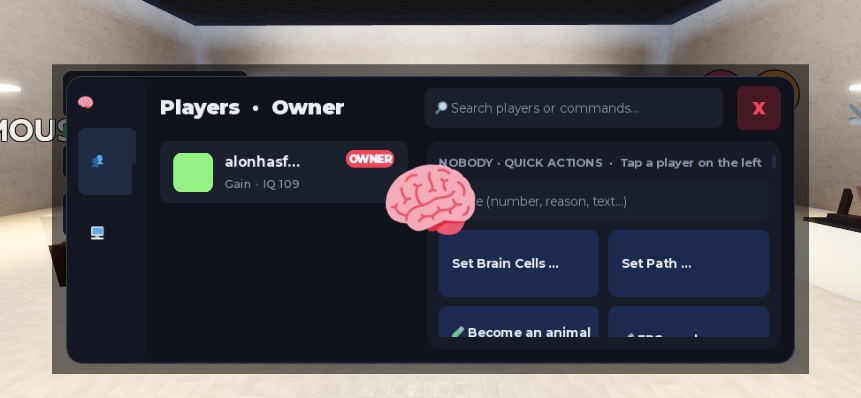 MOUS
Players • Owner
Search players or commands...
X
alonhasf...
OWNER
Gain · IQ 109
NOBODY · QUICK ACTIONS • Tap a player on the left
(number, reason, text...)
Set Brain Cells ...
Set Path ...
Become an animal